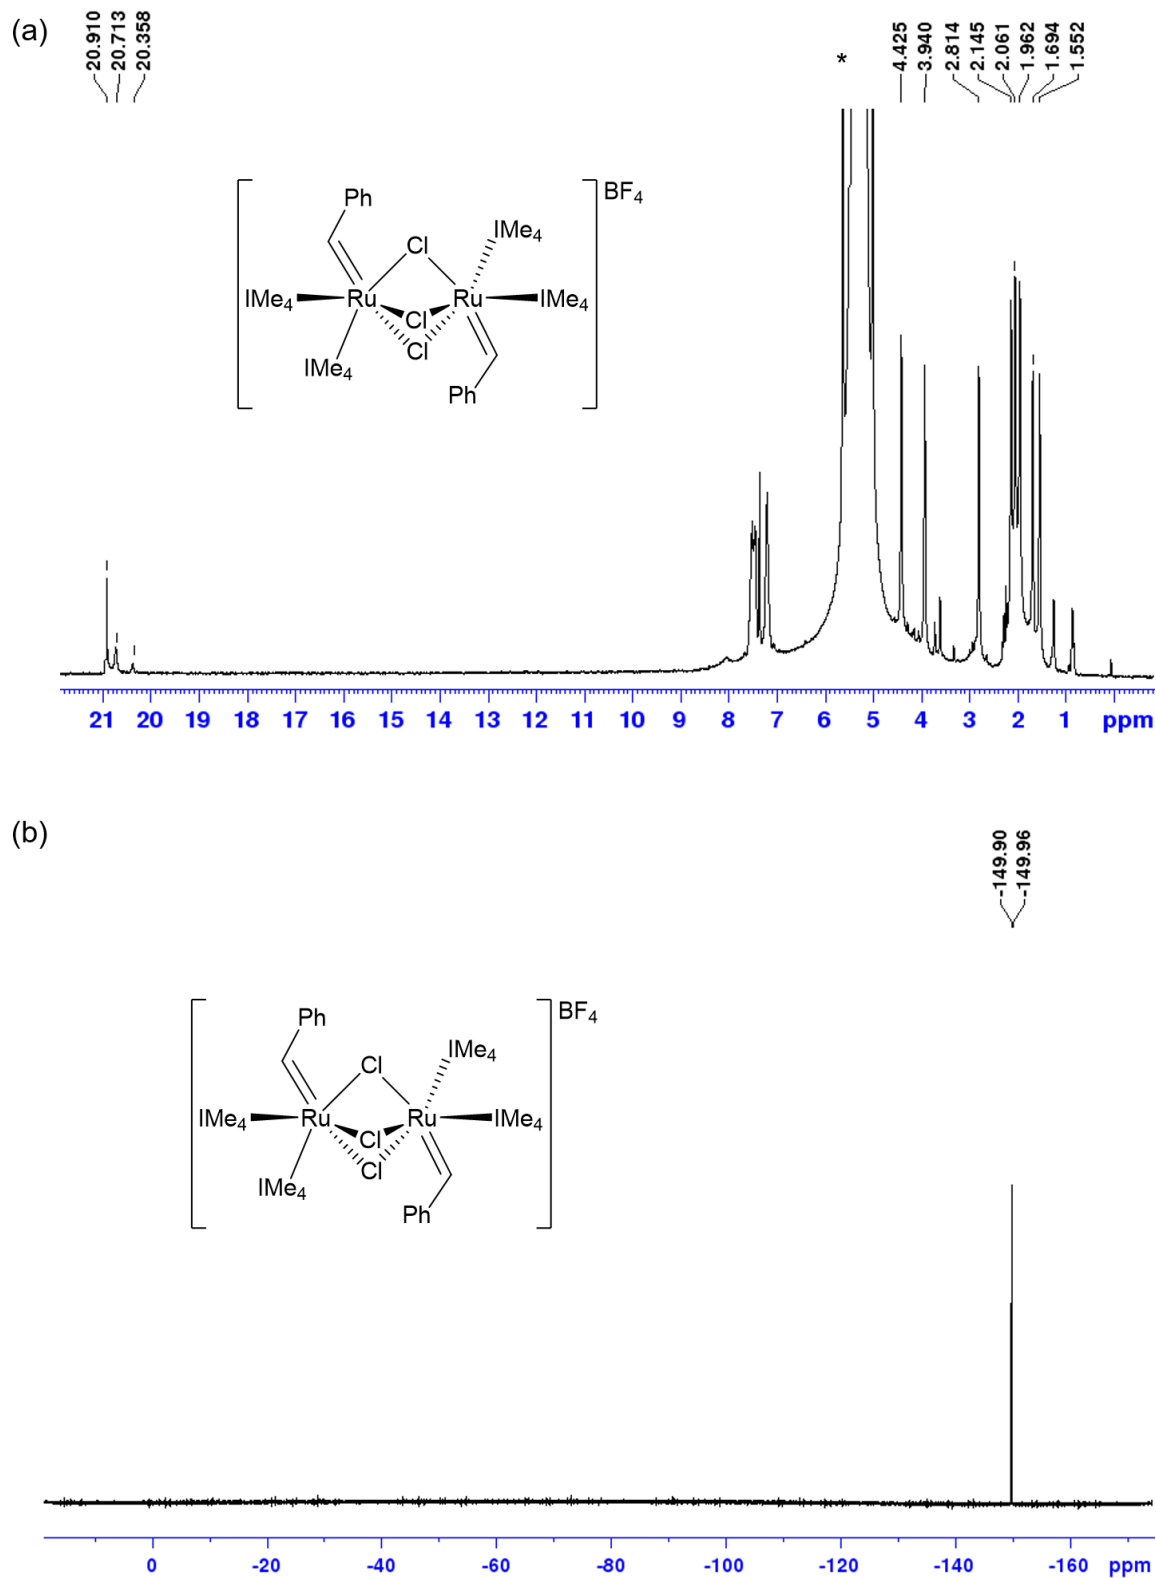 (a)
20.910
20.713
20.358
*
4.425
3.940
2.814
2.145
2.061
1.962
1.694
1.552
Ph
Cl
IMe4
BF4
IMe4
Ru
Cl
Ru
IMe4
Cl
IMe4
Ph
21 20 19 18 17 16 15 14 13 12 11 10 9 8 7 6 5 4 3 2 1 ppm
(b)
-149.90
-149.96
Ph
Cl
IMe4
BF4
IMe4
Ru
Cl
Ru
IMe4
Cl
IMe4
Ph
0 -20 -40 -60 -80 -100 -120 -140 -160 ppm